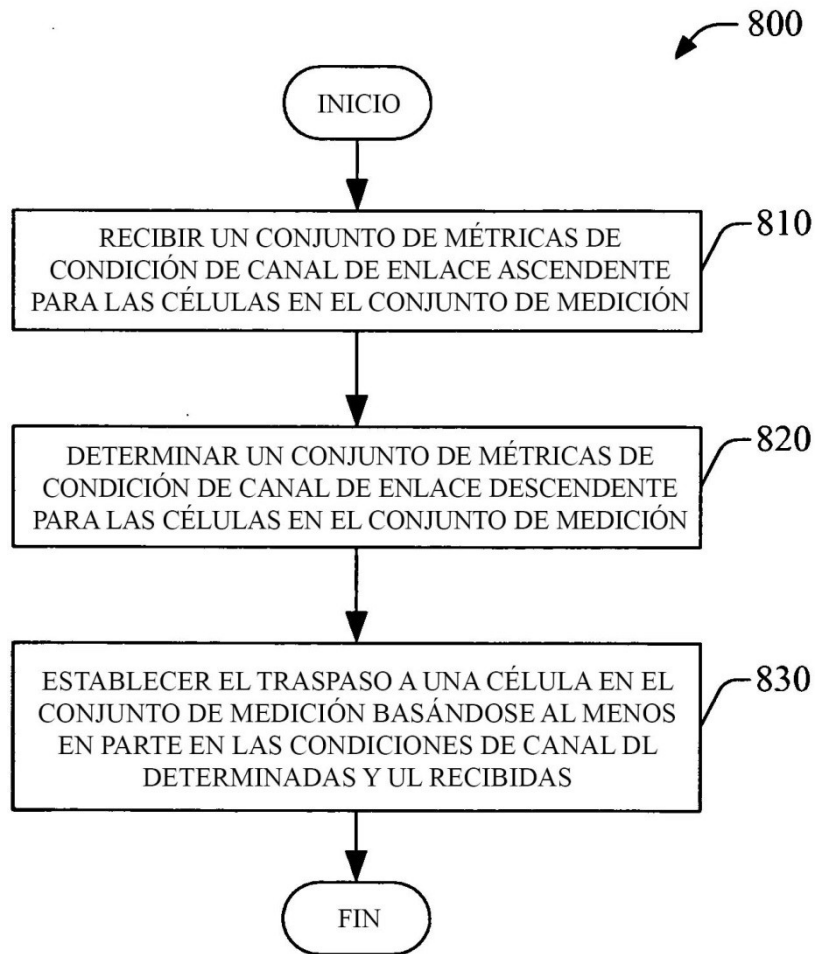 800
INICIO
RECIBIR UN CONJUNTO DE MÉTRICAS DE
CONDICIÓN DE CANAL DE ENLACE ASCENDENTE
PARA LAS CÉLULAS EN EL CONJUNTO DE MEDICIÓN
810
DETERMINAR UN CONJUNTO DE MÉTRICAS DE
CONDICIÓN DE CANAL DE ENLACE DESCENDENTE
PARA LAS CÉLULAS EN EL CONJUNTO DE MEDICIÓN
820
ESTABLECER EL TRASPASO A UNA CÉLULA EN EL
CONJUNTO DE MEDICIÓN BASÁNDOSE AL MENOS
EN PARTE EN LAS CONDICIONES DE CANAL DL
DETERMINADAS Y UL RECIBIDAS
830
FIN